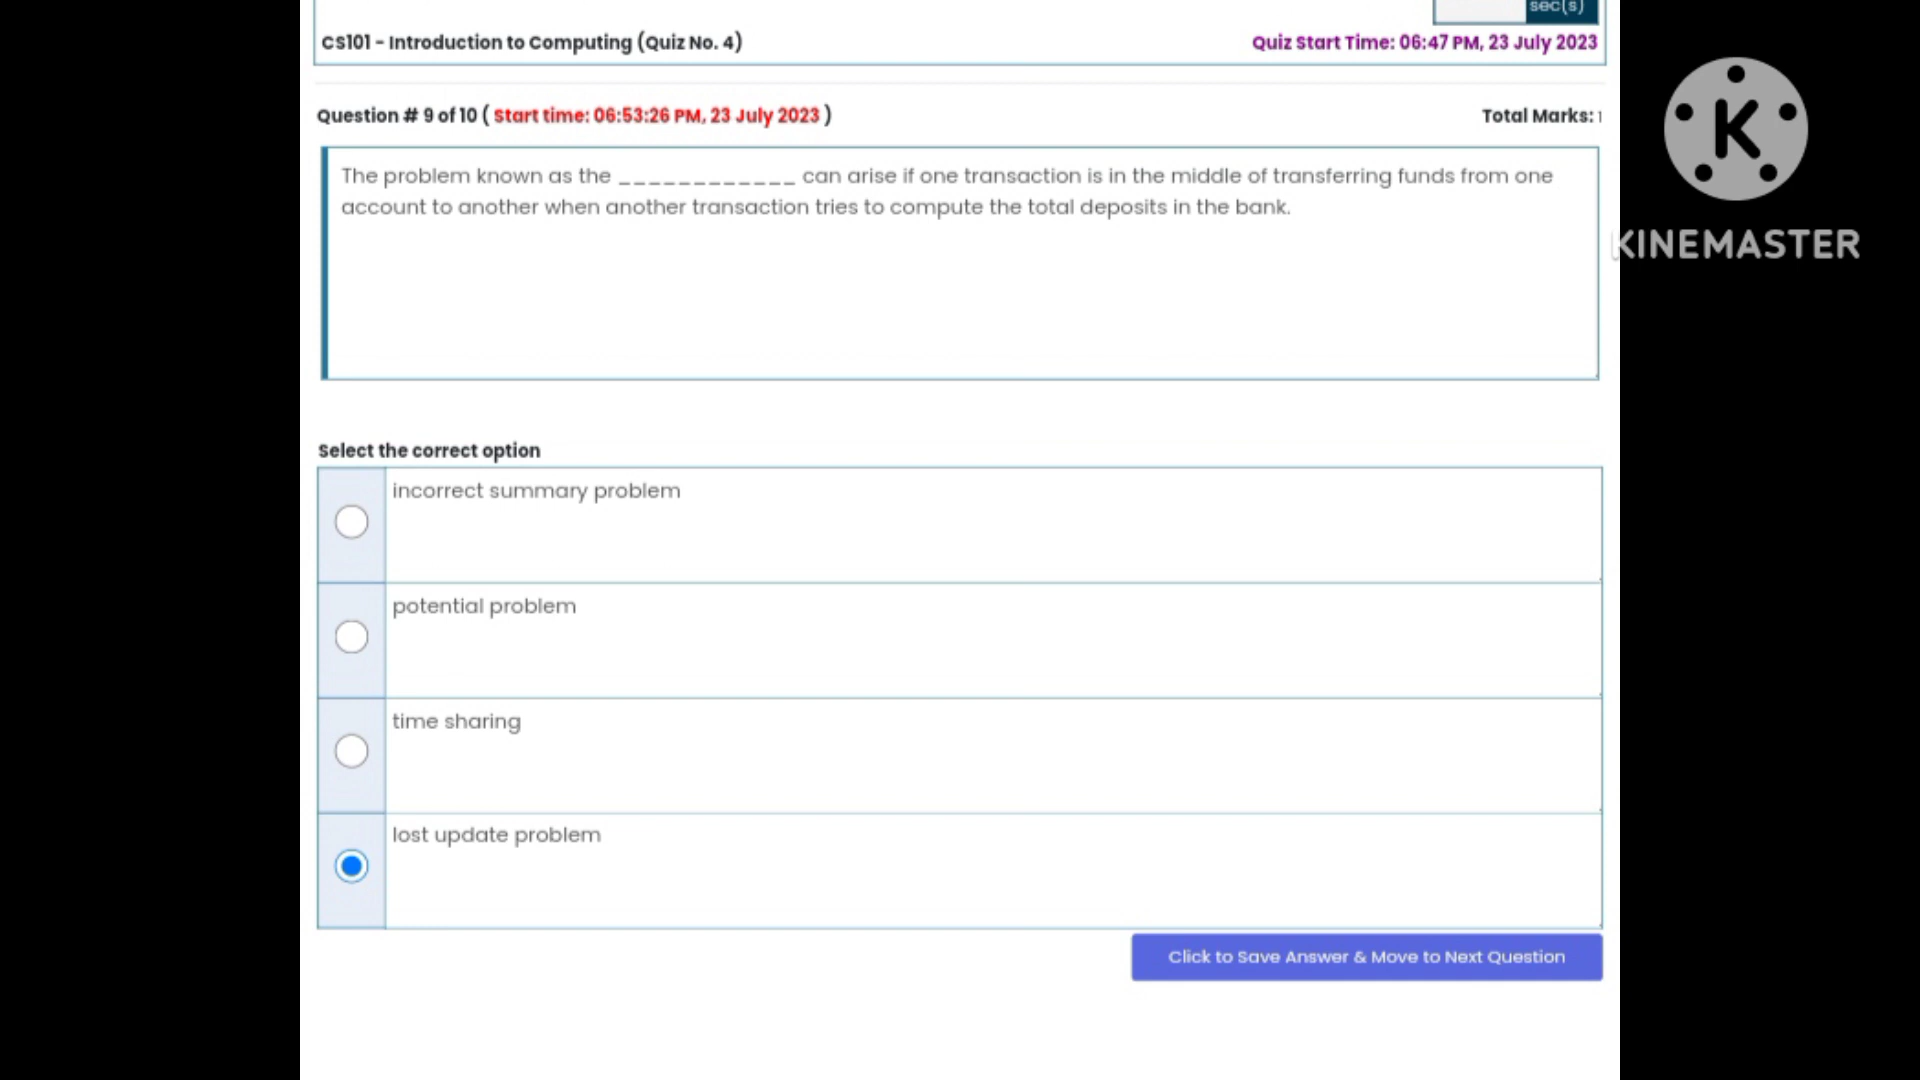 sec(s)
CS101 - Introduction to Computing (Quiz No. 4)
Quiz Start Time: 06:47 PM, 23 July 2023
Question # 9 of 10 ( Start time: 06:53:26 PM, 23 July 2023 )
Total Marks: 1
The problem known as the ____________ can arise if one transaction is in the middle of transferring funds from one
account to another when another transaction tries to compute the total deposits in the bank.
Select the correct option
incorrect summary problem
potential problem
time sharing
lost update problem
Click to Save Answer & Move to Next Question
K
KINEMASTER